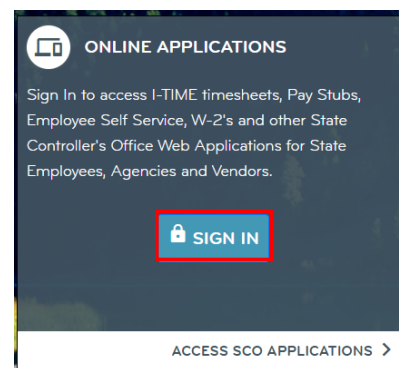 ONLINE APPLICATIONS
Sign In to access I-TIME timesheets, Pay Stubs,
Employee Self Service, W-2's and other State
Controller's Office Web Applications for State
Employees, Agencies and Vendors.
SIGN IN
ACCESS SCO APPLICATIONS >